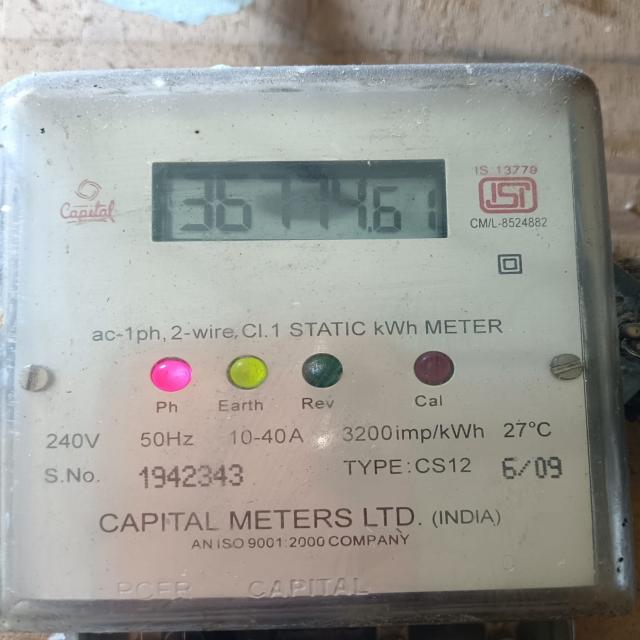 136774.61
Capital
IS:13779
ISI
CM/L-8524882
ac-1ph, 2-wire, Cl.1 STATIC kWh METER
Ph Earth Rev Cal
240V 50Hz 10-40A 3200imp/kWh 27°C
S.No. 1942343 TYPE:CS12 6/09
CAPITAL METERS LTD. (INDIA)
AN ISO 9001:2000 COMPANY
CAPITAL